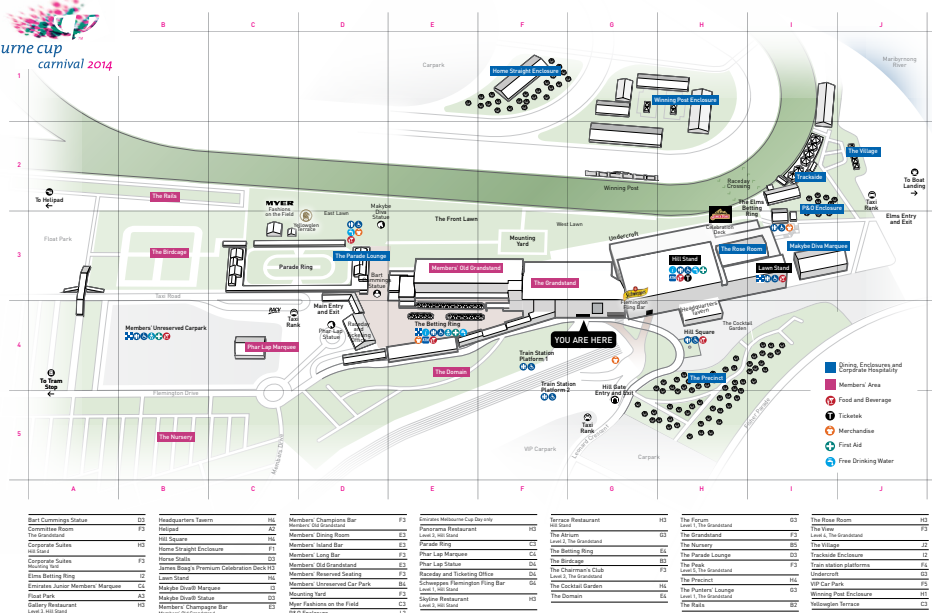 urne cup
carnival 2014
B
C
D
E
F
G
H
I
J
1
Carpark
Home Straight Enclosure
Winning Post Enclosure
Maribyrnong
River
2
The Village
Trackside
To Helipad
The Rails
MYER
Fashions
on the Field
Yellowglen
Terrace
East Lawn
Makybe
Diva
Statue
The Front Lawn
Winning Post
West Lawn
Raceday
Crossing
The Elms
Betting
Ring
P&O Enclosure
Taxi
Rank
To Boat
Landing
Elms Entry
and Exit
Float Park
3
The Birdcage
Parade Ring
The Parade Lounge
Bart
Cummings
Statue
Members' Old Grandstand
Mounting
Yard
The Grandstand
Undercroft
Celebration
Deck
Hill Stand
The Rose Room
Lawn Stand
Makybe Diva Marquee
Taxi Road
Schweppes
Flemington
Fling Bar
Headquarters
Tavern
The Cocktail
Garden
Members' Unreserved Carpark
Taxi
Rank
Main Entry
and Exit
Phar Lap
Statue
Raceday
and
Ticketing
Office
The Betting Ring
YOU ARE HERE
Hill Square
4
Phar Lap Marquee
The Domain
Train Station
Platform 1
Train Station
Platform 2
Hill Gate
Entry and Exit
The Precinct
To Tram
Stop
Flemington Drive
5
The Nursery
Members Drive
VIP Carpark
Taxi
Rank
Leonard Crescent
Carpark
Dining, Enclosures and
Corporate Hospitality
Members' Area
Food and Beverage
Ticketek
Merchandise
First Aid
Free Drinking Water
A
B
C
D
E
F
G
H
I
J
Bart Cummings Statue D3
Committee Room F3
The Grandstand
Corporate Suites H3
Hill Stand
Corporate Suites F3
Mounting Yard
Elms Betting Ring I2
Emirates Junior Members' Marquee C4
Float Park A3
Gallery Restaurant H3
Level 3, Hill Stand
Headquarters Tavern H4
Helipad A2
Hill Square H4
Home Straight Enclosure F1
Horse Stalls D3
James Boag's Premium Celebration Deck H3
Lawn Stand H4
Makybe Diva® Marquee I3
Makybe Diva® Statue D3
Members' Champagne Bar E3
Members' Champions Bar F3
Members' Old Grandstand
Members' Dining Room E3
Members' Island Bar E3
Members' Long Bar F3
Members' Old Grandstand E3
Members' Reserved Seating F3
Members' Reserved Car Park B4
Mounting Yard F3
Myer Fashions on the Field C3
Emirates Melbourne Cup Day only
Panorama Restaurant H3
Level 3, Hill Stand
Parade Ring C3
Phar Lap Marquee C4
Phar Lap Statue D4
Raceday and Ticketing Office D4
Schweppes Flemington Fling Bar G4
Skyline Restaurant H3
Level 3, Hill Stand
Terrace Restaurant H3
Hill Stand
The Atrium G3
Level 2, The Grandstand
The Betting Ring E4
The Birdcage B3
The Chairman's Club F3
Level 3, The Grandstand
The Cocktail Garden H4
The Domain E4
The Forum G3
Level 1, The Grandstand
The Grandstand F3
The Nursery B5
The Parade Lounge D3
The Peak F3
Level 5, The Grandstand
The Precinct H4
The Punters' Lounge G3
Level 1, The Grandstand
The Rails B2
The Rose Room H3
The View F3
Level 4, The Grandstand
The Village J2
Trackside Enclosure I2
Train station platforms F4
Undercroft G3
VIP Car Park F5
Winning Post Enclosure H1
Yellowglen Terrace C3